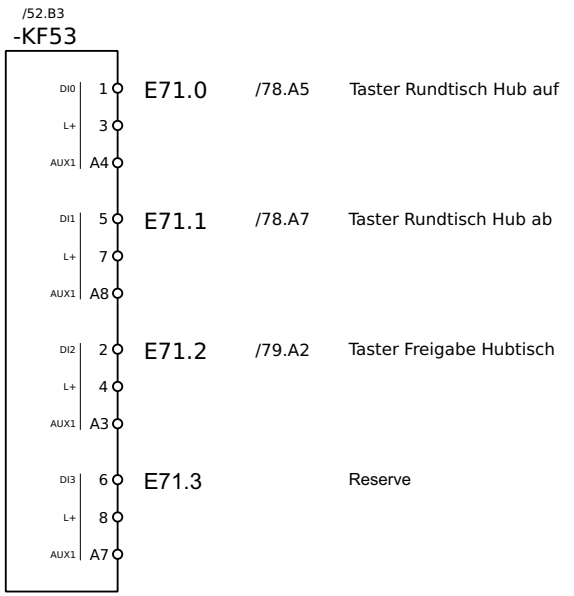 /52.B3
-KF53
DI0 1 E71.0 /78.A5 Taster Rundtisch Hub auf
L+ 3
AUX1 A4
DI1 5 E71.1 /78.A7 Taster Rundtisch Hub ab
L+ 7
AUX1 A8
DI2 2 E71.2 /79.A2 Taster Freigabe Hubtisch
L+ 4
AUX1 A3
DI3 6 E71.3 Reserve
L+ 8
AUX1 A7